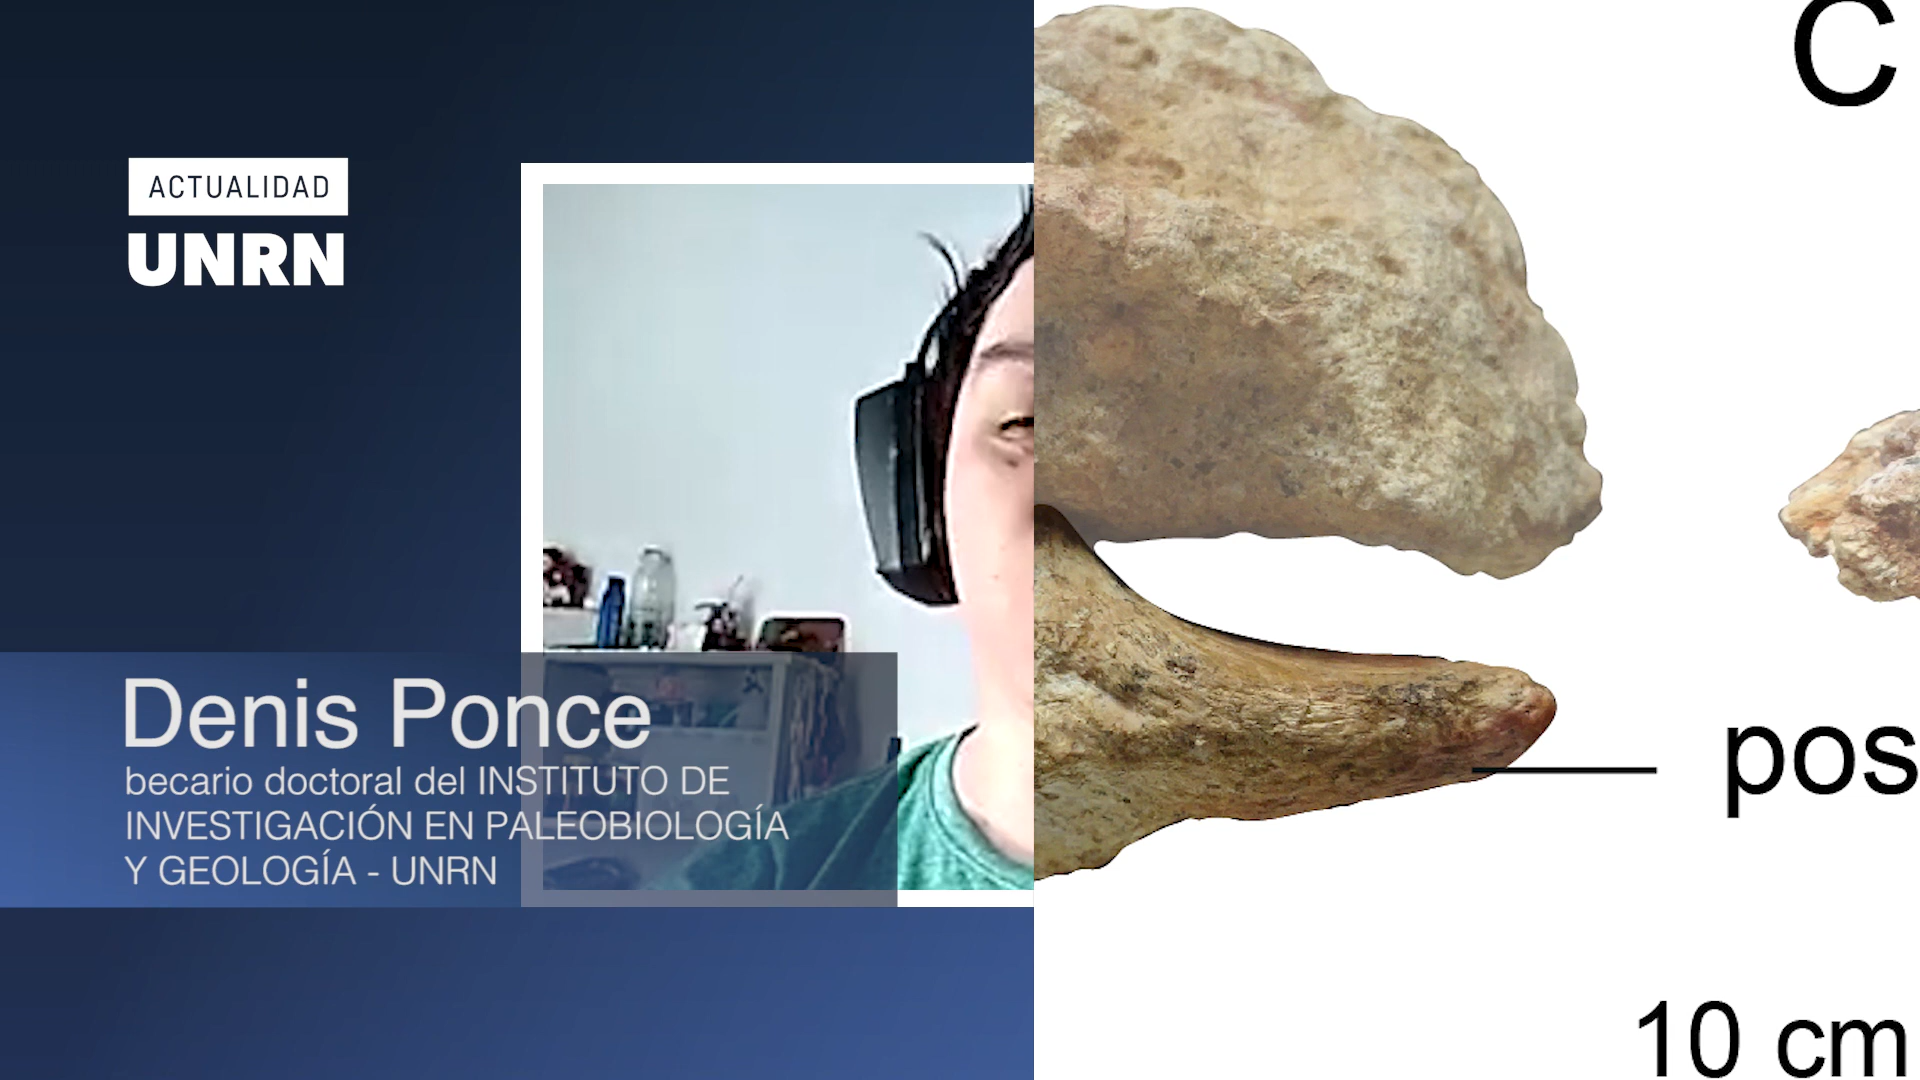 ACTUALIDAD
UNRN
Denis Ponce
becario doctoral del INSTITUTO DE
INVESTIGACIÓN EN PALEOBIOLOGÍA
Y GEOLOGÍA - UNRN
C
pos
10 cm